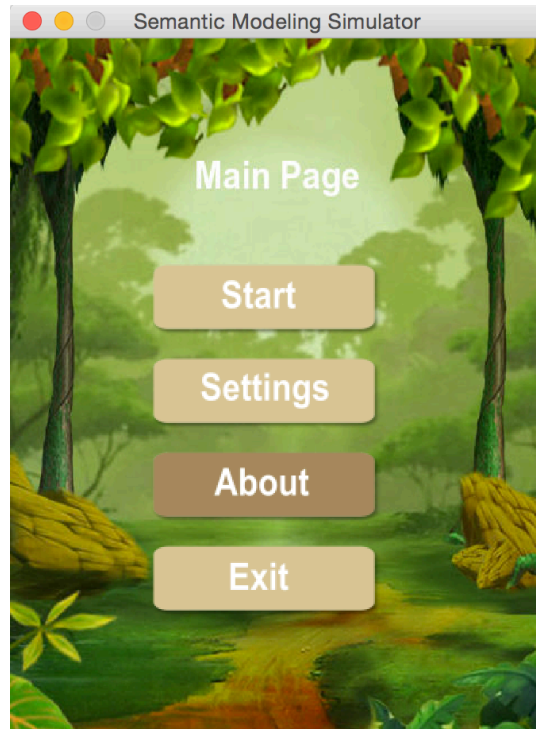 Semantic Modeling Simulator
Main Page
Start
Settings
About
Exit